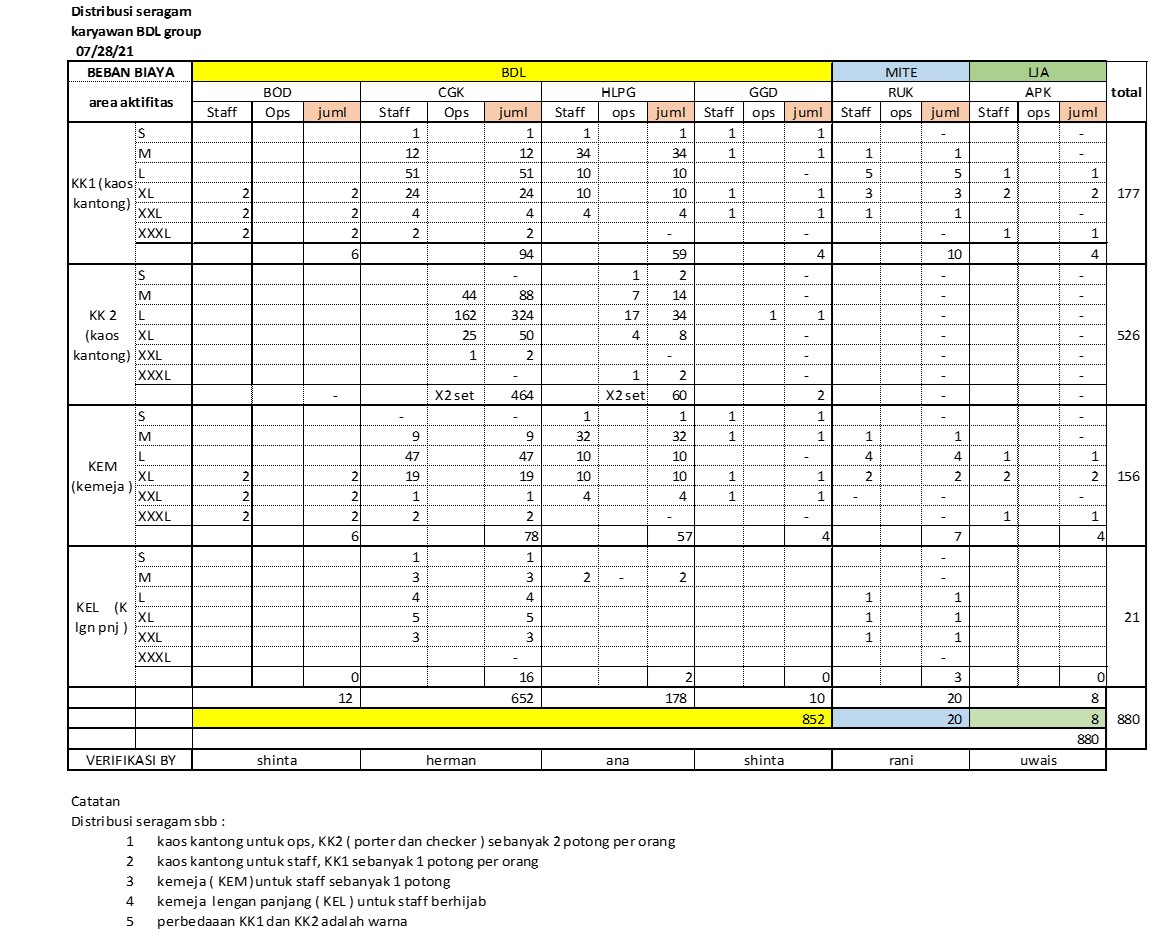 Distribusi seragam
karyawan BDL group
07/28/21
BEBAN BIAYA BDL MITE IJA
area aktifitas BOD CGK HLPG GGD RUK APK total
Staff Ops juml Staff Ops juml Staff ops juml Staff ops juml Staff ops juml Staff ops juml
KK1 (kaos kantong) 177
S 1 1 1 1 1 1 - -
M 12 12 34 34 1 1 1 1 -
L 51 51 10 10 - 5 5 1 1
XL 2 2 24 24 10 10 1 1 3 3 2 2
XXL 2 2 4 4 4 4 1 1 1 1 -
XXXL 2 2 2 2 - - - 1 1
6 94 59 4 10 4
KK 2 (kaos kantong) 526
S - 1 2 - - -
M 44 88 7 14 - - -
L 162 324 17 34 1 1 - -
XL 25 50 4 8 - - -
XXL 1 2 - - - -
XXXL - 1 2 - - -
- X2 set 464 X2 set 60 2 - -
KEM (kemeja ) 156
S - - 1 1 1 1 - -
M 9 9 32 32 1 1 1 1 -
L 47 47 10 10 - 4 4 1 1
XL 2 2 19 19 10 10 1 1 2 2 2 2
XXL 2 2 1 1 4 4 1 1 - - -
XXXL 2 2 2 2 - - - 1 1
6 78 57 4 7 4
KEL (K lgn pnj ) 21
S 1 1 -
M 3 3 2 - 2 -
L 4 4 1 1
XL 5 5 1 1
XXL 3 3 1 1
XXXL - -
0 16 2 0 3 0
12 652 178 10 20 8
852 20 8 880
880
VERIFIKASI BY shinta herman ana shinta rani uwais
Catatan
Distribusi seragam sbb :
1 kaos kantong untuk ops, KK2 ( porter dan checker ) sebanyak 2 potong per orang
2 kaos kantong untuk staff, KK1 sebanyak 1 potong per orang
3 kemeja ( KEM ) untuk staff sebanyak 1 potong
4 kemeja lengan panjang ( KEL ) untuk staff berhijab
5 perbedaaan KK1 dan KK2 adalah warna